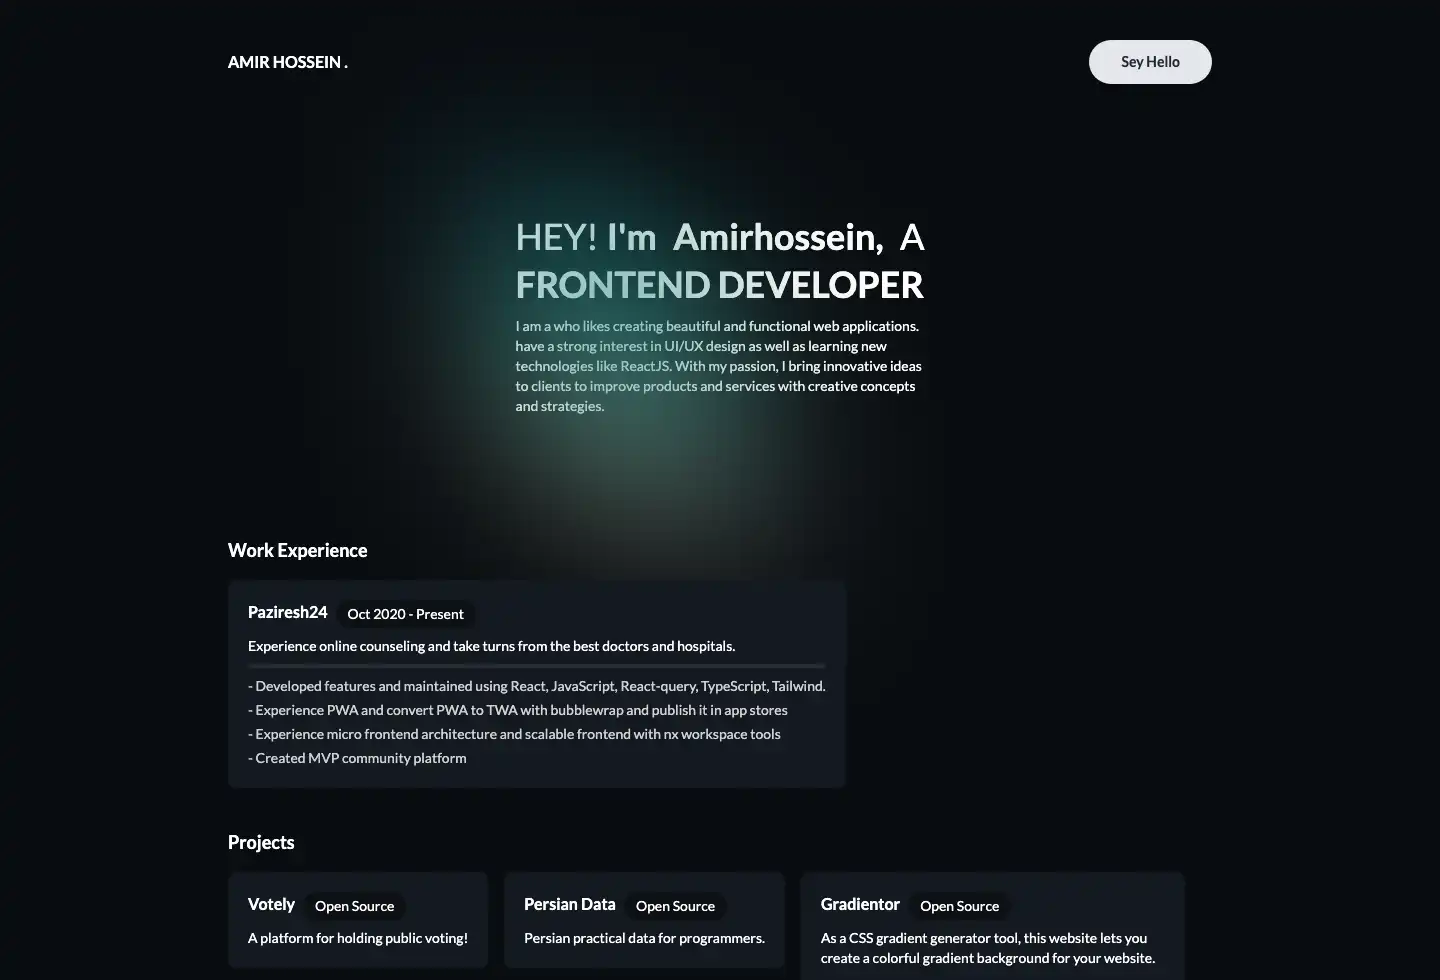 AMIR HOSSEIN .
Sey Hello
HEY! I'm Amirhossein, A
FRONTEND DEVELOPER
I am a who likes creating beautiful and functional web applications.
have a strong interest in UI/UX design as well as learning new
technologies like ReactJS. With my passion, I bring innovative ideas
to clients to improve products and services with creative concepts
and strategies.
Work Experience
Paziresh24 Oct 2020 - Present
Experience online counseling and take turns from the best doctors and hospitals.
- Developed features and maintained using React, JavaScript, React-query, TypeScript, Tailwind.
- Experience PWA and convert PWA to TWA with bubblewrap and publish it in app stores
- Experience micro frontend architecture and scalable frontend with nx workspace tools
- Created MVP community platform
Projects
Votely Open Source
A platform for holding public voting!
Persian Data Open Source
Persian practical data for programmers.
Gradientor Open Source
As a CSS gradient generator tool, this website lets you
create a colorful gradient background for your website.